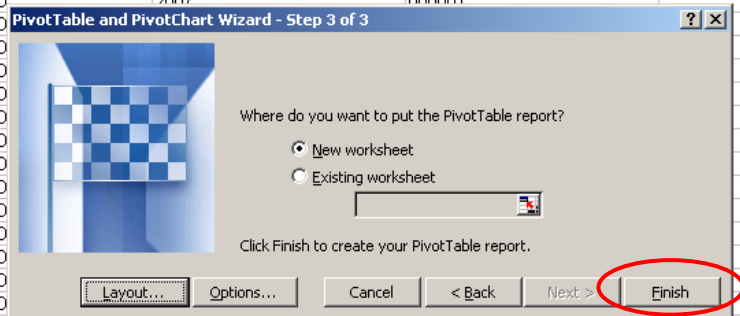 PivotTable and PivotChart Wizard - Step 3 of 3
Where do you want to put the PivotTable report?
New worksheet
Existing worksheet
Click Finish to create your PivotTable report.
Layout... Options... Cancel < Back Next > Finish